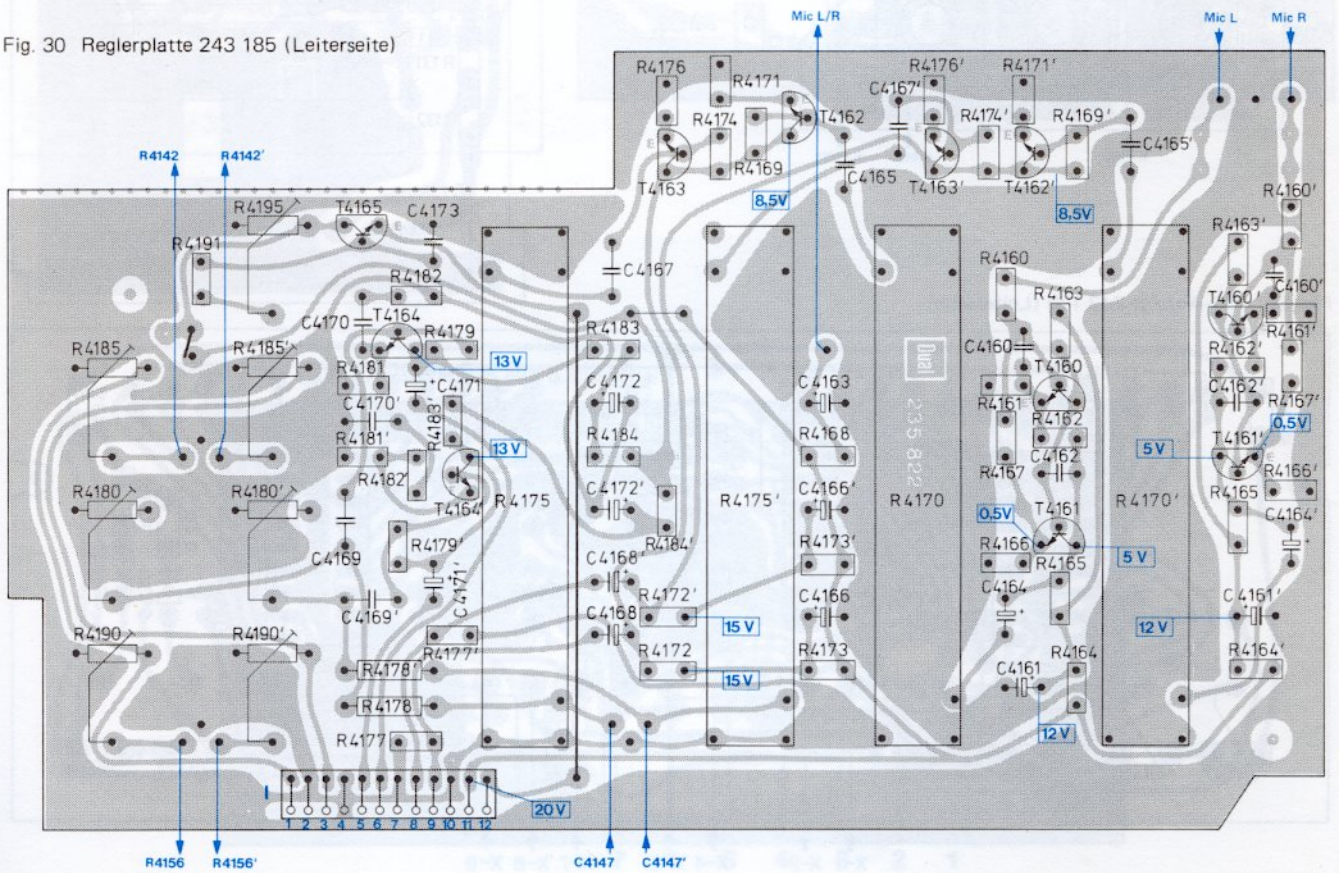 Mic L/R
Mic L Mic R
Fig. 30 Reglerplatte 243 185 (Leiterseite)
R4176 R4171 C4167' R4176' R4171'
R4174 T4162 R4174' R4169'
E E E E
R4142 R4142'
T4163 R4169 C4165 T4163' T4162' C4165'
8,5V 8,5V
R4195 T4165 E C4173 R4160'
R4191 R4163'
R4182 C4167 R4160 C4160'
C4170 T4164 R4163 T4160'
R4179 R4183 R4161'
R4185 R4185' 13V C4160 R4162'
R4181 C4171 C4172 C4163 Dual T4160 C4162'
C4170' R4183' R4161 R4162 R4167'
R4181' R4184 R4168 235 822 0,5V
13V R4167 C4162 5V T4161' E
R4182' R4166'
R4180 R4180' T4164' R4175 C4172' R4175' C4166' R4170 T4161 R4170' R4165' C4164'
0,5V
C4169 R4179' R4184' R4173' R4166 R4165 5V
C4168' C4164
C4169' C4171' C4168 R4172' C4166 C4161'
15V 12V
R4190 R4190' R4177' R4172 R4173 R4164 R4164'
R4178' 15V C4161
R4178
R4177 12V
I 20V
1 2 3 4 5 6 7 8 9 10 11 12
R4156 R4156' C4147 C4147'